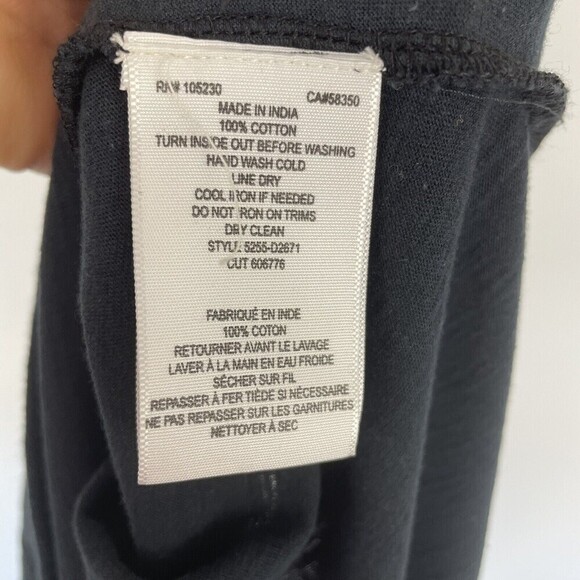 RN# 105230 CA#58350
MADE IN INDIA
100% COTTON
TURN INSIDE OUT BEFORE WASHING
HAND WASH COLD
LINE DRY
COOL IRON IF NEEDED
DO NOT IRON ON TRIMS
DRY CLEAN
STYLE 5255-D2671
CUT 606776
FABRIQUÉ EN INDE
100% COTON
RETOURNER AVANT LE LAVAGE
LAVER À LA MAIN EN EAU FROIDE
SÉCHER SUR FIL
REPASSER À FER TIÈDE SI NÉCESSAIRE
NE PAS REPASSER SUR LES GARNITURES
NETTOYER À SEC